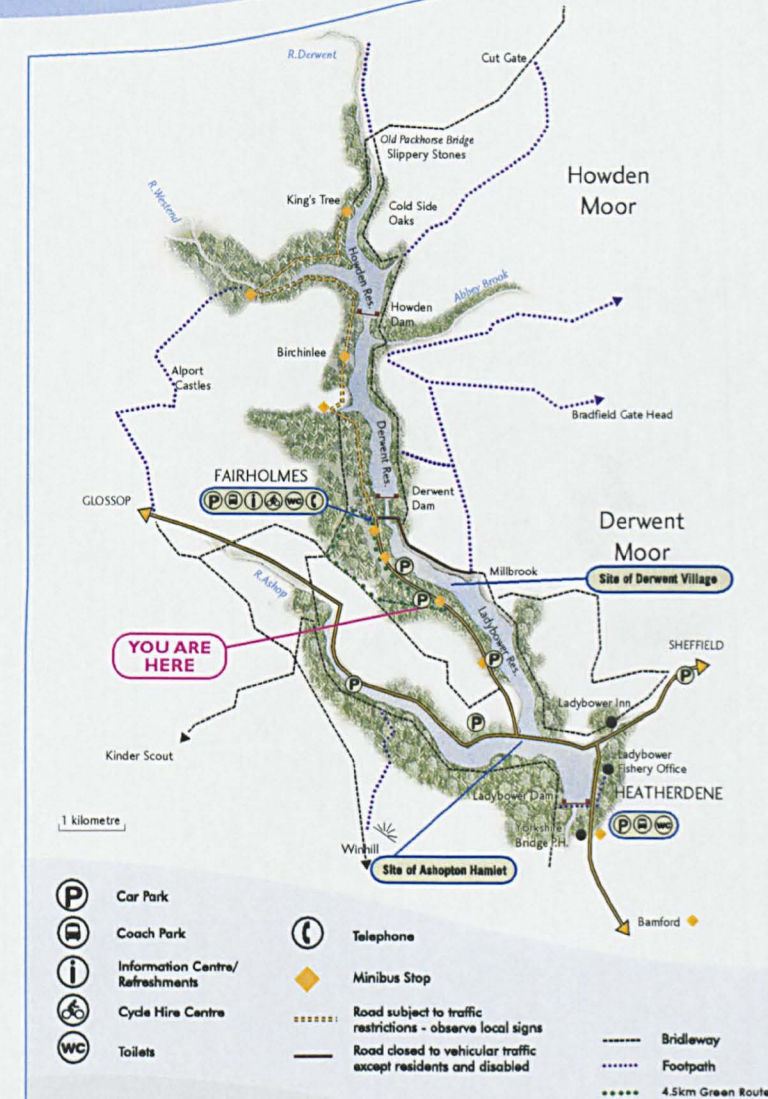 R.Derwent
Cut Gate
Old Packhorse Bridge
Slippery Stones
Howden
Moor
R.Westend
King's Tree
Cold Side
Oaks
Howden Res.
Abbey Brook
Howden
Dam
Birchinlee
Alport
Castles
Bradfield Gate Head
Derwent Res.
FAIRHOLMES
P i WC
GLOSSOP
Derwent
Dam
Derwent
Moor
Millbrook
Site of Derwent Village
R.Ashop
P
P
Ladybower Res.
YOU ARE
HERE
SHEFFIELD
P
P
P
Ladybower Inn
P
Kinder Scout
Ladybower
Fishery Office
HEATHERDENE
Ladybower Dam
P WC
1 kilometre
Yorkshire
Bridge P.H.
Winhill
Site of Ashopton Hamlet
Bamford
P Car Park
Coach Park
i Information Centre/
Refreshments
Cycle Hire Centre
WC Toilets
Telephone
Minibus Stop
Road subject to traffic
restrictions - observe local signs
Road closed to vehicular traffic
except residents and disabled
Bridleway
Footpath
4.5km Green Route